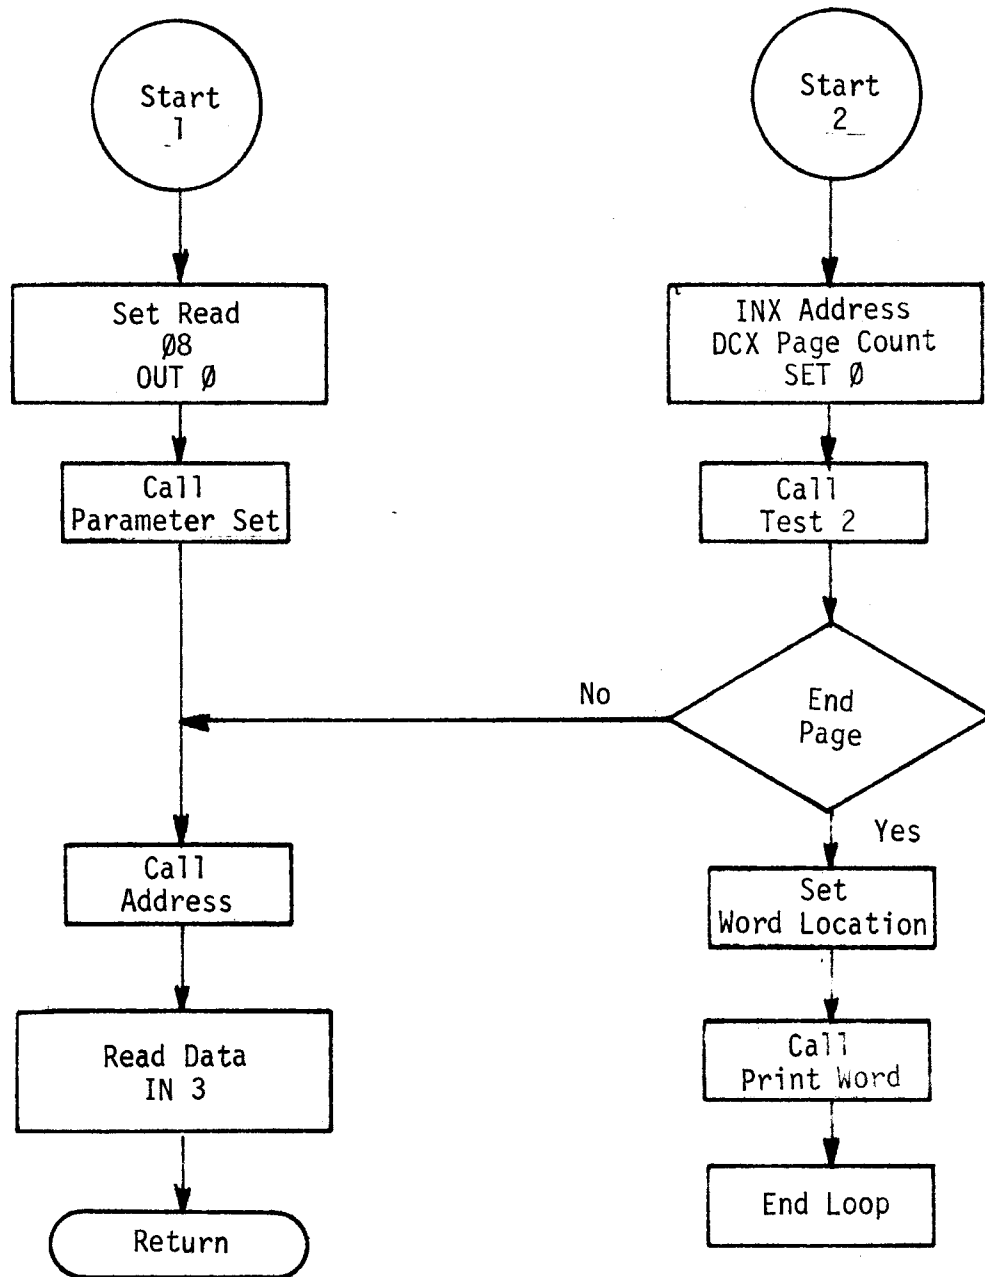 Start
1
Set Read
Ø8
OUT Ø
Call
Parameter Set
Call
Address
Read Data
IN 3
Return
Start
2
INX Address
DCX Page Count
SET Ø
Call
Test 2
End
Page
No
Yes
Set
Word Location
Call
Print Word
End Loop